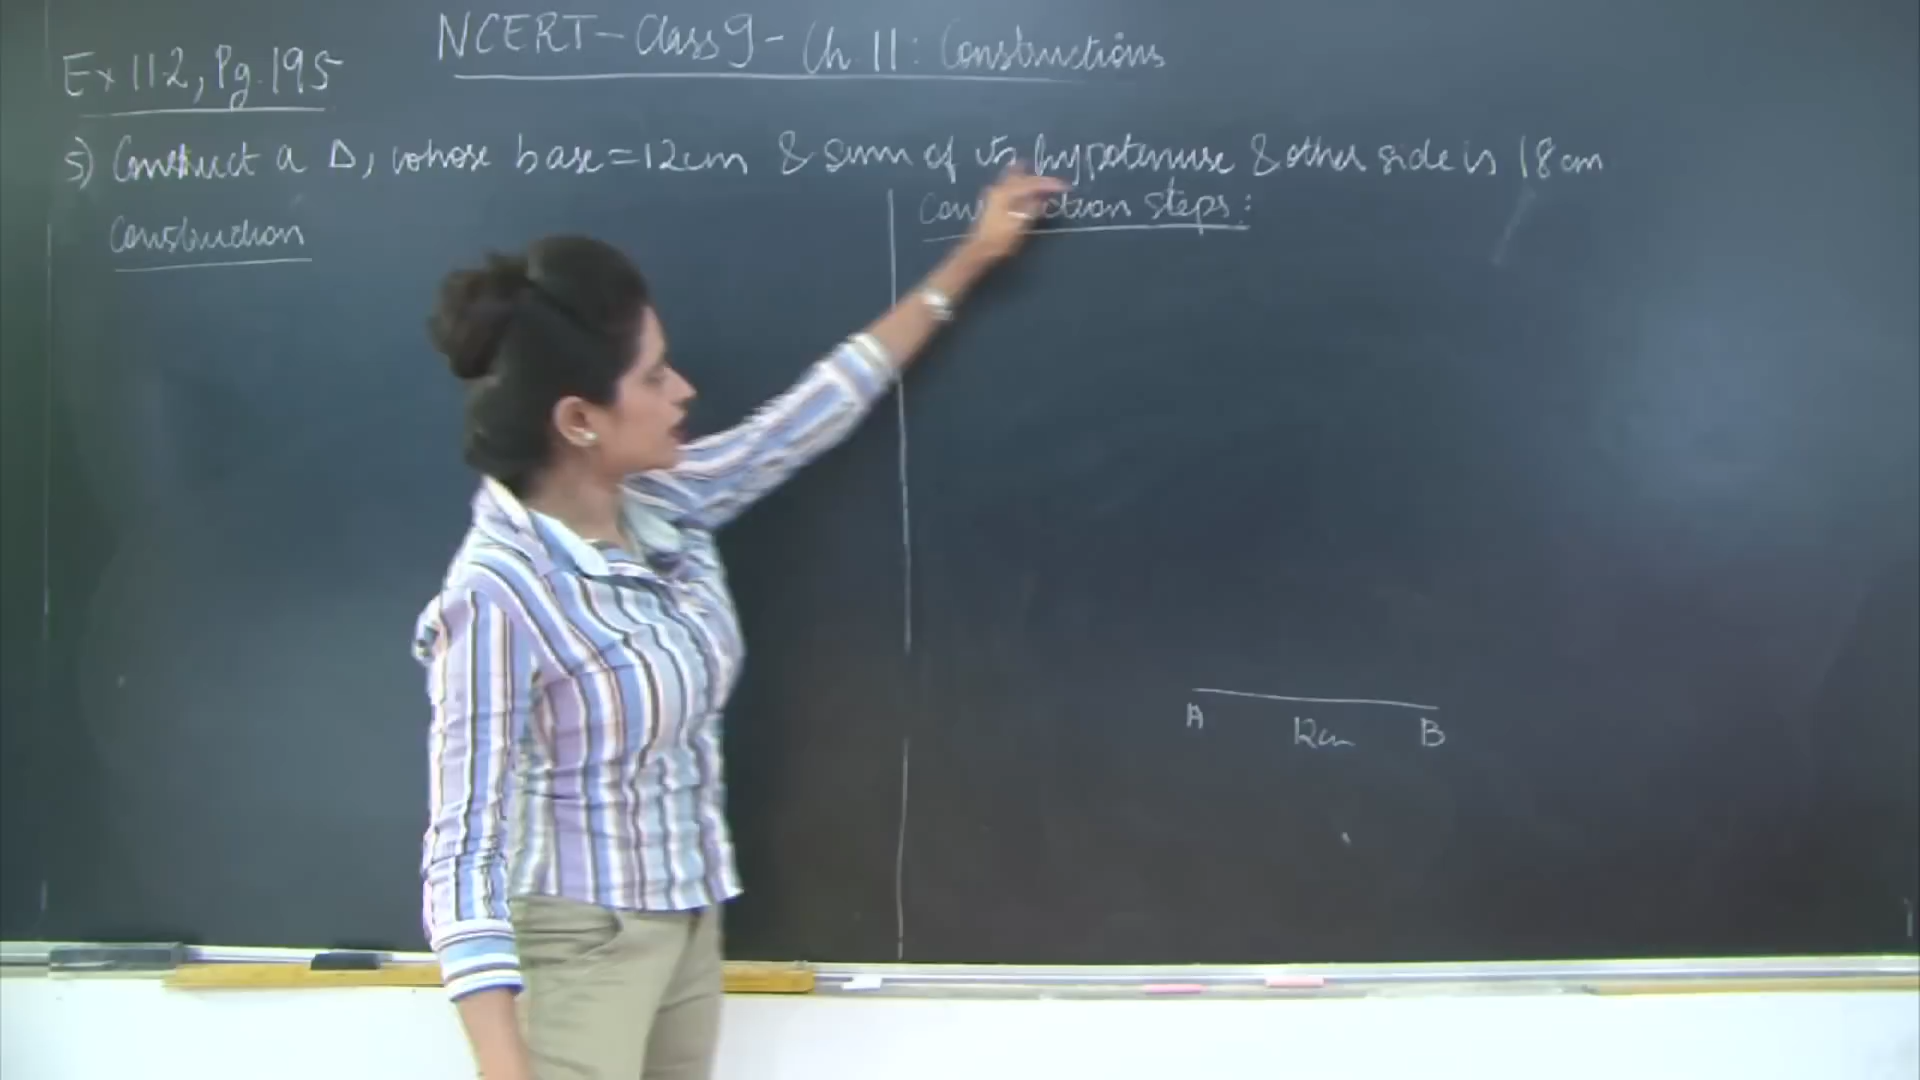 NCERT - Class 9 - Ch. 11 : Constructions
Ex 11.2, Pg. 195
5) Construct a Δ, whose base = 12cm & sum of its hypotenuse & other side is 18cm
Construction
Construction steps :
A 12cm B